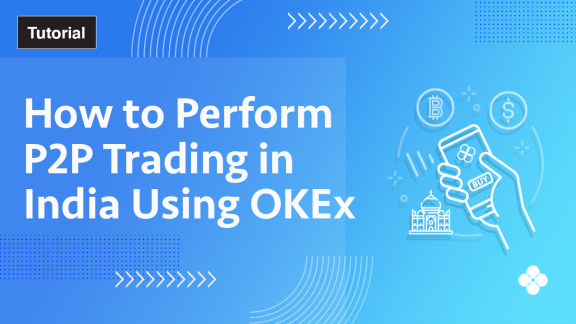 Tutorial
How to Perform
P2P Trading in
India Using OKEx
BUY